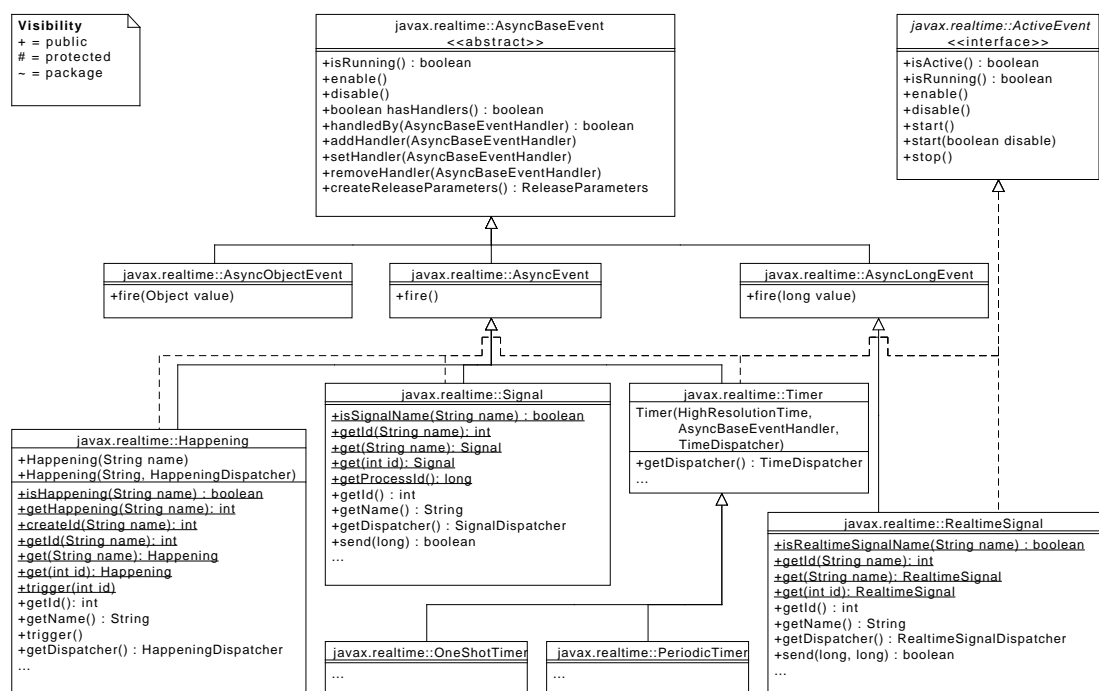 Visibility
+ = public
# = protected
~ = package
javax.realtime::AsyncBaseEvent
<<abstract>>
+isRunning() : boolean
+enable()
+disable()
+boolean hasHandlers() : boolean
+handledBy(AsyncBaseEventHandler) : boolean
+addHandler(AsyncBaseEventHandler)
+setHandler(AsyncBaseEventHandler)
+removeHandler(AsyncBaseEventHandler)
+createReleaseParameters() : ReleaseParameters
javax.realtime::ActiveEvent
<<interface>>
+isActive() : boolean
+isRunning() : boolean
+enable()
+disable()
+start()
+start(boolean disable)
+stop()
javax.realtime::AsyncObjectEvent
+fire(Object value)
javax.realtime::AsyncEvent
+fire()
javax.realtime::AsyncLongEvent
+fire(long value)
javax.realtime::Happening
+Happening(String name)
+Happening(String, HappeningDispatcher)
+isHappening(String name) : boolean
+getHappening(String name): int
+createId(String name): int
+getId(String name): int
+get(String name): Happening
+get(int id): Happening
+trigger(int id)
+getId(): int
+getName() : String
+trigger()
+getDispatcher() : HappeningDispatcher
...
javax.realtime::Signal
+isSignalName(String name) : boolean
+getId(String name): int
+get(String name): Signal
+get(int id): Signal
+getProcessId(): long
+getId() : int
+getName() : String
+getDispatcher() : SignalDispatcher
+send(long) : boolean
...
javax.realtime::Timer
Timer(HighResolutionTime,
AsyncBaseEventHandler,
TimeDispatcher)
+getDispatcher() : TimeDispatcher
...
javax.realtime::RealtimeSignal
+isRealtimeSignalName(String name) : boolean
+getId(String name): int
+get(String name): RealtimeSignal
+get(int id): RealtimeSignal
+getId() : int
+getName() : String
+getDispatcher() : RealtimeSignalDispatcher
+send(long, long) : boolean
...
javax.realtime::OneShotTimer
...
javax.realtime::PeriodicTimer
...